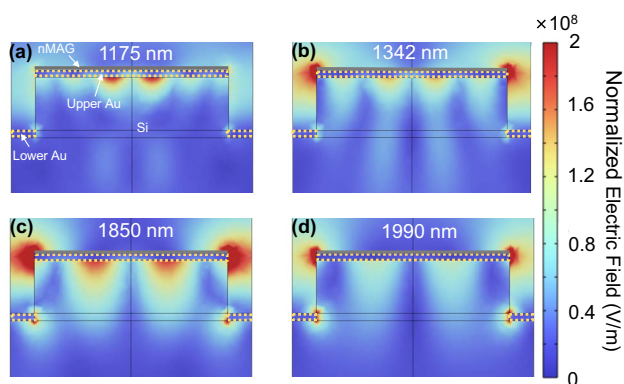 (a)
nMAG
1175 nm
Upper Au
Si
Lower Au
(b)
1342 nm
(c)
1850 nm
(d)
1990 nm
×10⁸
2
1.6
1.2
0.8
0.4
0
Normalized Electric Field (V/m)